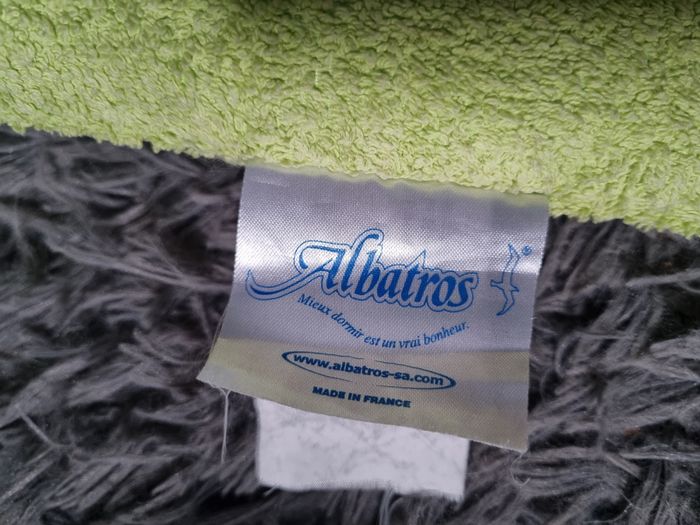 Albatros
Mieux dormir est un vrai bonheur.
www.albatros-sa.com
MADE IN FRANCE